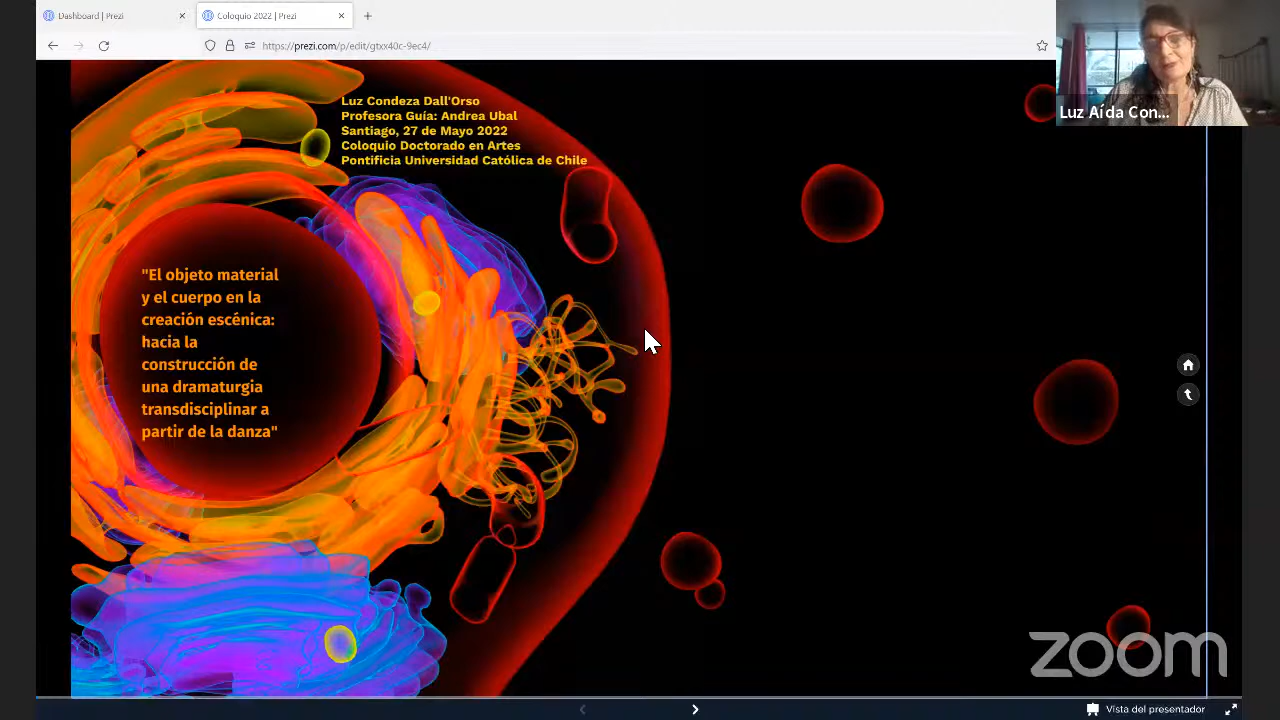 Dashboard | Prezi
Coloquio 2022 | Prezi
https://prezi.com/p/edit/gtxx40c-9ec4/
Luz Aída Con...
Luz Condeza Dall'Orso
Profesora Guía: Andrea Ubal
Santiago, 27 de Mayo 2022
Coloquio Doctorado en Artes
Pontificia Universidad Católica de Chile
"El objeto material
y el cuerpo en la
creación escénica:
hacia la
construcción de
una dramaturgia
transdisciplinar a
partir de la danza"
zoom
Vista del presentador